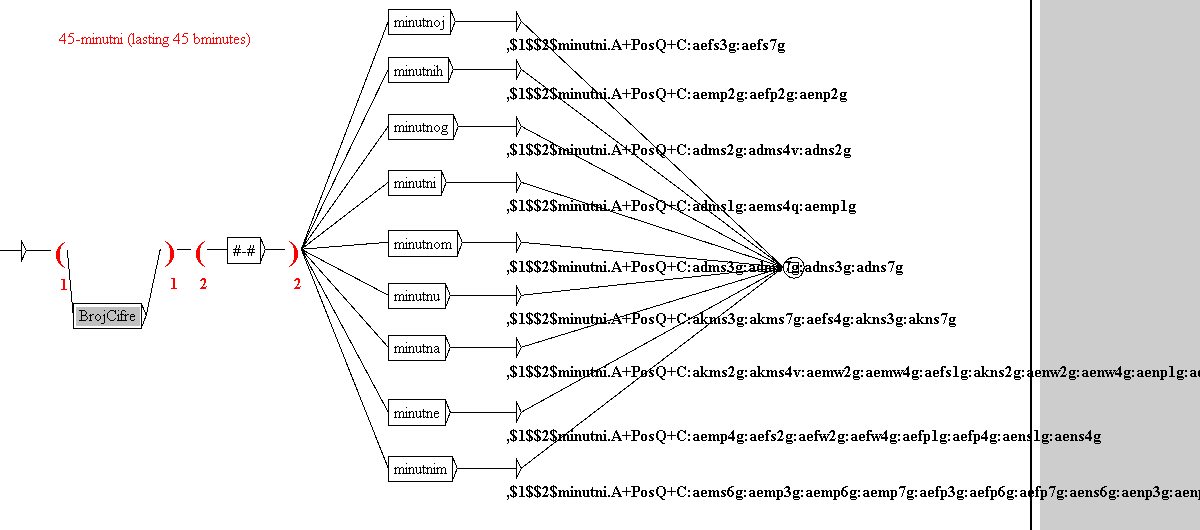 45-minutni (lasting 45 bminutes)
minutnoj
,$1$$2$minutni.A+PosQ+C:aefs3g:aefs7g
minutnih
,$1$$2$minutni.A+PosQ+C:aemp2g:aefp2g:aenp2g
minutnog
,$1$$2$minutni.A+PosQ+C:adms2g:adms4v:adns2g
minutni
,$1$$2$minutni.A+PosQ+C:adms1g:aems4q:aemp1g
( ) ( #-# )
minutnom
,$1$$2$minutni.A+PosQ+C:adms3g:adms7g:adns3g:adns7g
1 1 2 2
minutnu
,$1$$2$minutni.A+PosQ+C:akms3g:akms7g:aefs4g:akns3g:akns7g
BrojCifre
minutna
,$1$$2$minutni.A+PosQ+C:akms2g:akms4v:aemw2g:aemw4g:aefs1g:akns2g:aenw2g:aenw4g:aenp1g:
minutne
,$1$$2$minutni.A+PosQ+C:aemp4g:aefs2g:aefw2g:aefw4g:aefp1g:aefp4g:aens1g:aens4g
minutnim
,$1$$2$minutni.A+PosQ+C:aems6g:aemp3g:aemp6g:aemp7g:aefp3g:aefp6g:aefp7g:aens6g:aenp3g: